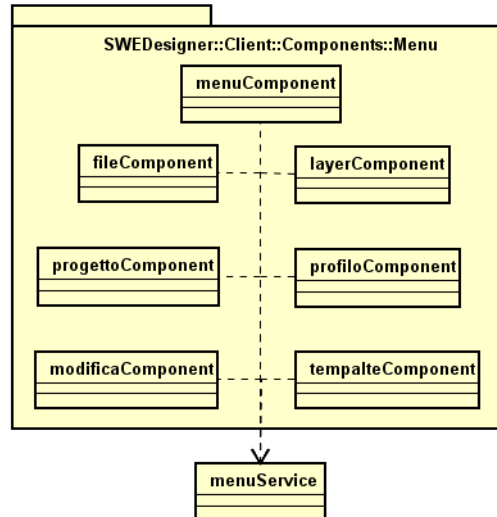 SWEDesigner::Client::Components::Menu
menuComponent
fileComponent
layerComponent
progettoComponent
profiloComponent
modificaComponent
tempalteComponent
menuService